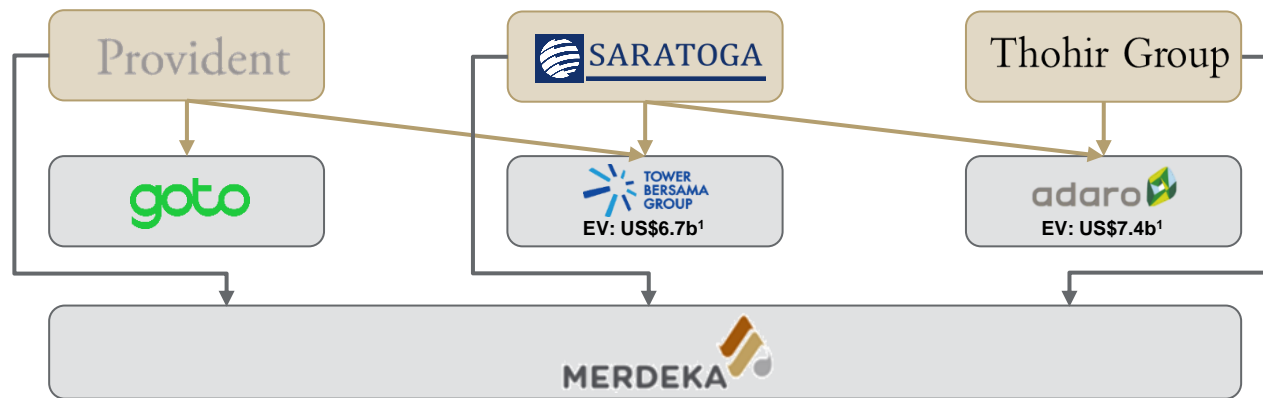 Provident
SARATOGA
Thohir Group
goto
TOWER
BERSAMA
GROUP
EV: US$6.7b¹
adaro
EV: US$7.4b¹
MERDEKA